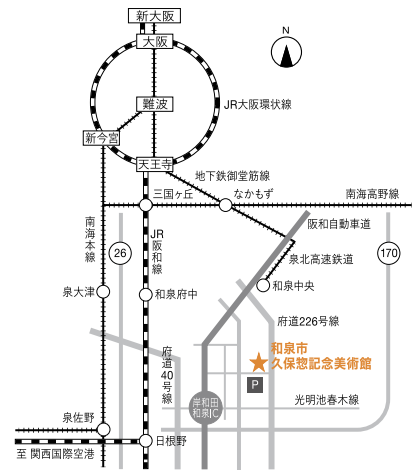 新大阪
N
大阪
難波
JR大阪環状線
新今宮
天王寺
地下鉄御堂筋線
三国ヶ丘
なかもず
南海高野線
南海本線
26
JR阪和線
阪和自動車道
泉北高速鉄道
170
泉大津
和泉府中
和泉中央
府道226号線
和泉市
久保惣記念美術館
府道40号線
P
岸和田
和泉IC
光明池春木線
泉佐野
日根野
至 関西国際空港